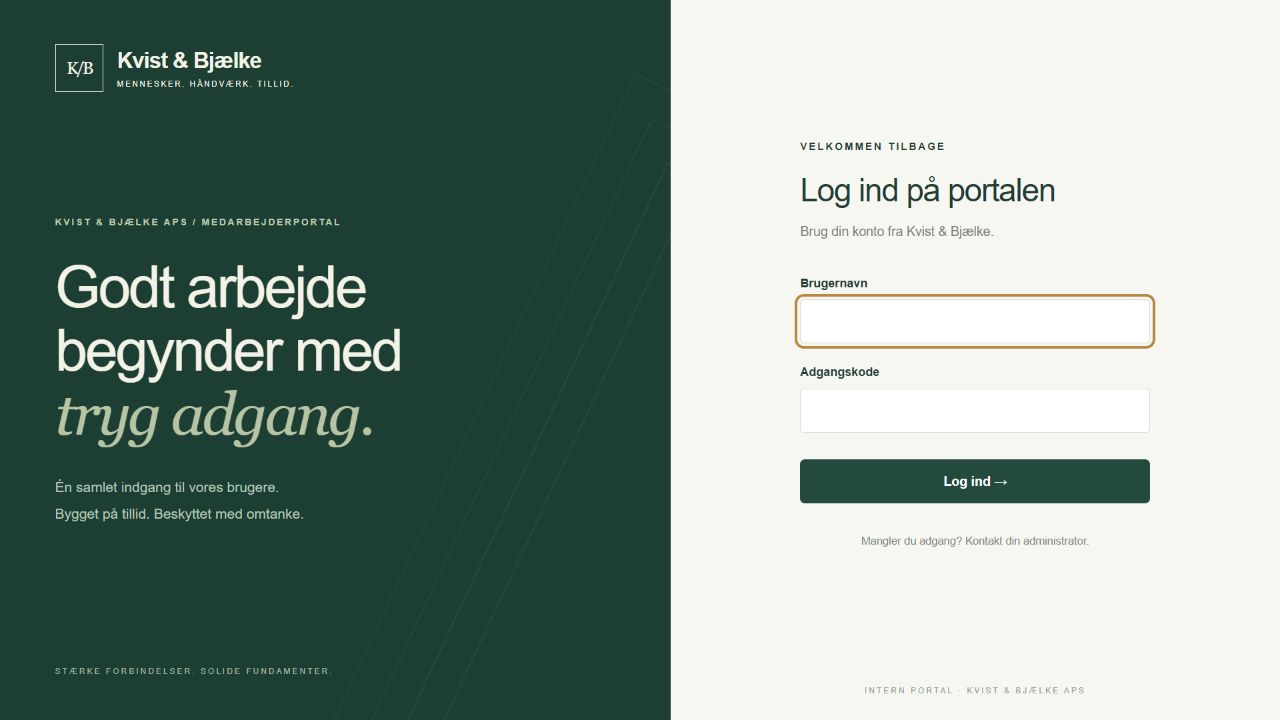 K/B
Kvist & Bjælke
MENNESKER. HÅNDVÆRK. TILLID.
KVIST & BJÆLKE APS / MEDARBEJDERPORTAL
Godt arbejde
begynder med
tryg adgang.
Én samlet indgang til vores brugere.
Bygget på tillid. Beskyttet med omtanke.
STÆRKE FORBINDELSER. SOLIDE FUNDAMENTER.
VELKOMMEN TILBAGE
Log ind på portalen
Brug din konto fra Kvist & Bjælke.
Brugernavn
Adgangskode
Log ind →
Mangler du adgang? Kontakt din administrator.
INTERN PORTAL · KVIST & BJÆLKE APS